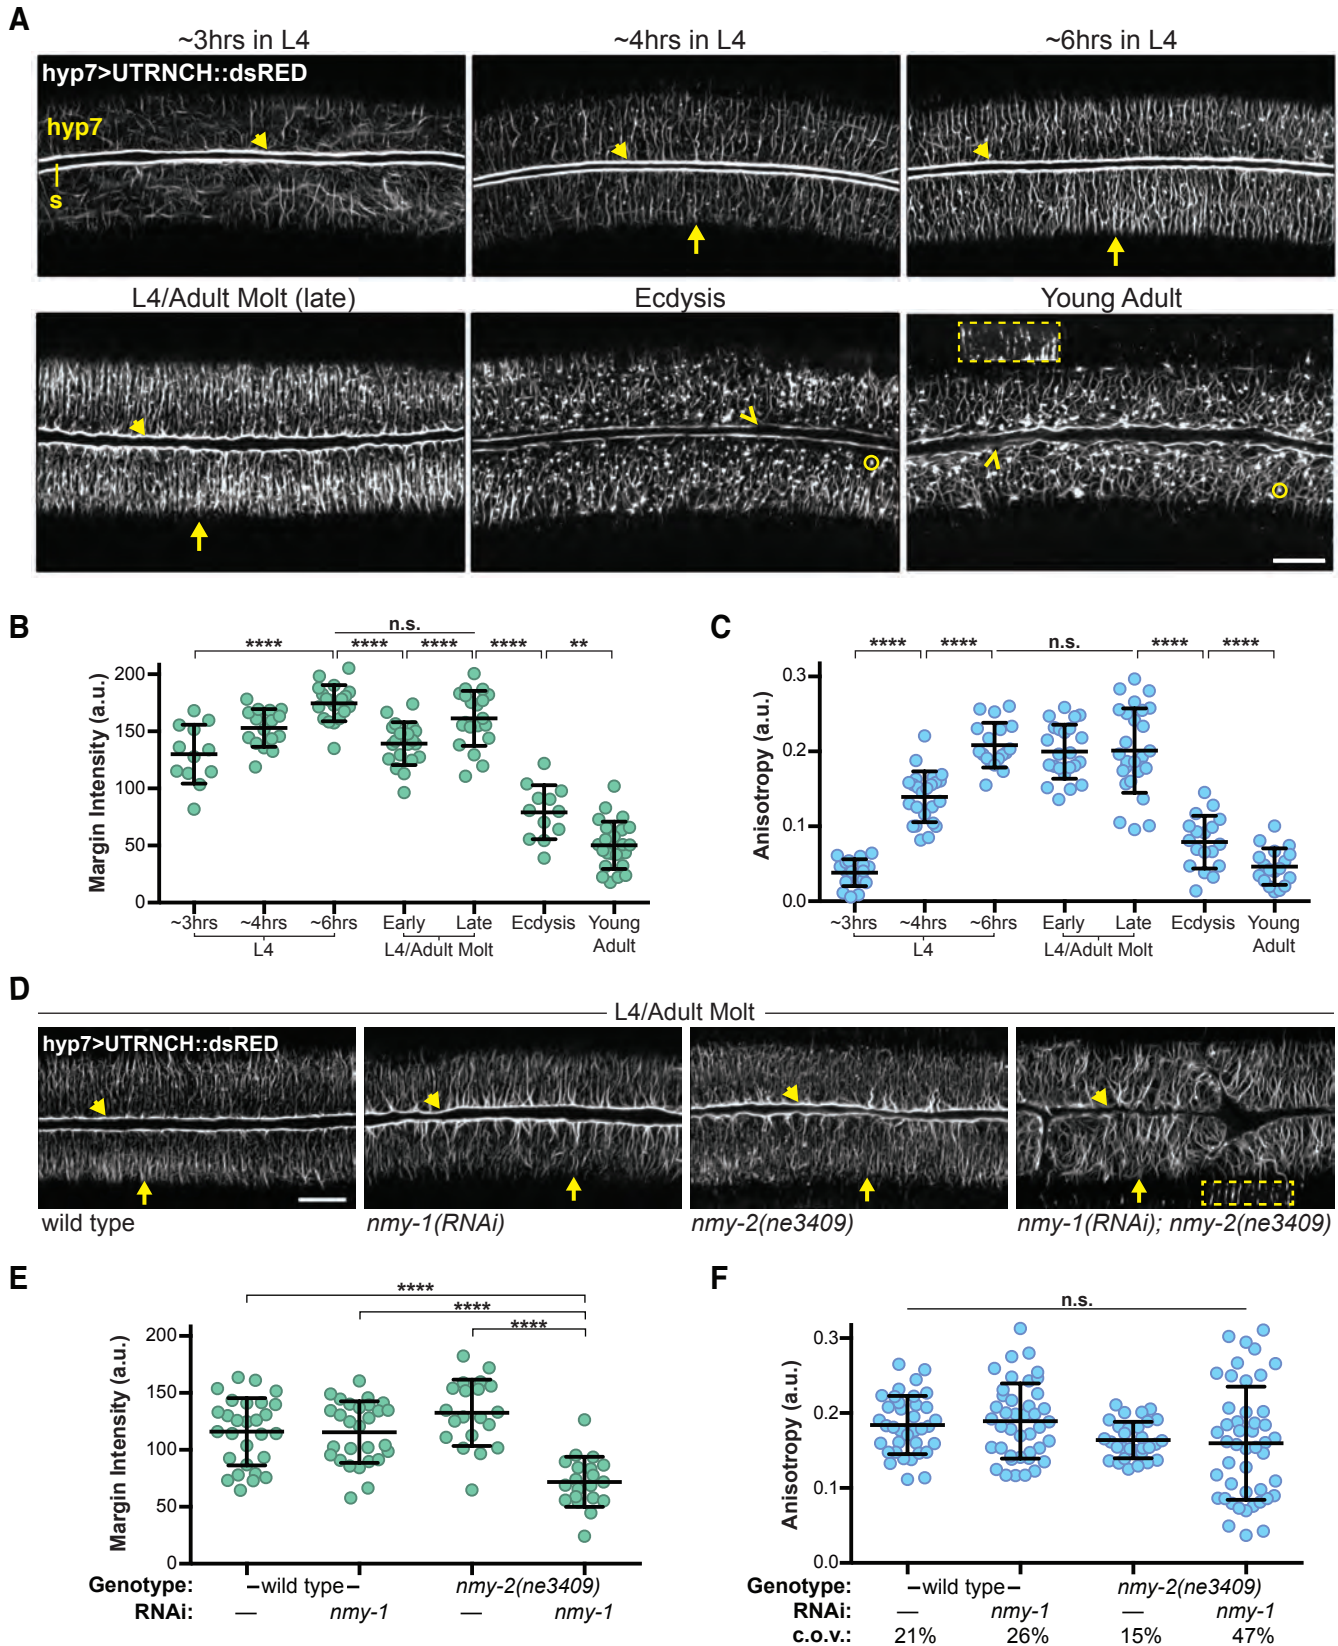 A
~3hrs in L4
~4hrs in L4
~6hrs in L4
hyp7>UTRNCH::dsRED
hyp7
s
L4/Adult Molt (late)
Ecdysis
Young Adult
B
n.s.
**** **** **** **** **
Margin Intensity (a.u.)
200
150
100
50
0
~3hrs ~4hrs ~6hrs Early Late Ecdysis Young Adult
L4 L4/Adult Molt
C
**** **** n.s. **** ****
Anisotropy (a.u.)
0.3
0.2
0.1
0.0
~3hrs ~4hrs ~6hrs Early Late Ecdysis Young Adult
L4 L4/Adult Molt
D
L4/Adult Molt
hyp7>UTRNCH::dsRED
wild type
nmy-1(RNAi)
nmy-2(ne3409)
nmy-1(RNAi); nmy-2(ne3409)
E
****
****
****
Margin Intensity (a.u.)
200
150
100
50
0
Genotype: –wild type– nmy-2(ne3409)
RNAi: — nmy-1 — nmy-1
F
n.s.
Anisotropy (a.u.)
0.3
0.2
0.1
0.0
Genotype: –wild type– nmy-2(ne3409)
RNAi: — nmy-1 — nmy-1
c.o.v.: 21% 26% 15% 47%